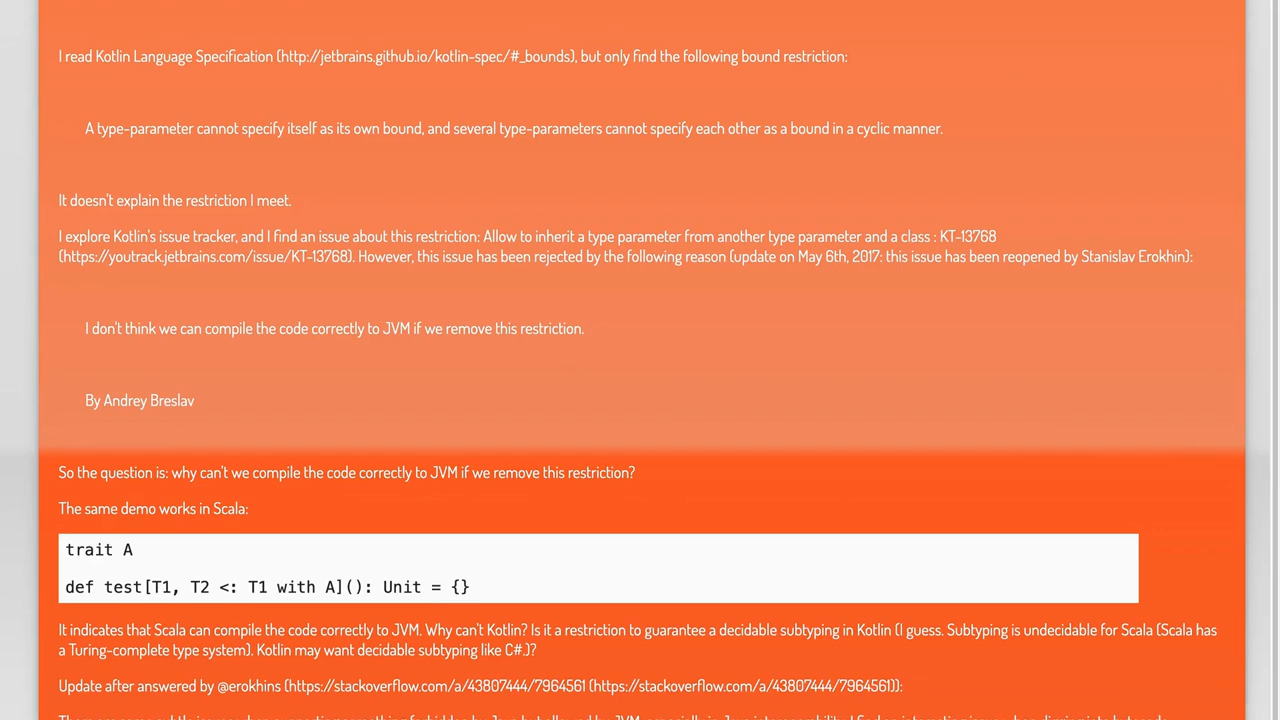 I read Kotlin Language Specification (http://jetbrains.github.io/kotlin-spec/#_bounds), but only find the following bound restriction:
A type-parameter cannot specify itself as its own bound, and several type-parameters cannot specify each other as a bound in a cyclic manner.
It doesn't explain the restriction I meet.
I explore Kotlin's issue tracker, and I find an issue about this restriction: Allow to inherit a type parameter from another type parameter and a class : KT-13768
(https://youtrack.jetbrains.com/issue/KT-13768). However, this issue has been rejected by the following reason (update on May 6th, 2017: this issue has been reopened by Stanislav Erokhin):
I don't think we can compile the code correctly to JVM if we remove this restriction.
By Andrey Breslav
So the question is: why can't we compile the code correctly to JVM if we remove this restriction?
The same demo works in Scala:
trait A
def test[T1, T2 <: T1 with A](): Unit = {}
It indicates that Scala can compile the code correctly to JVM. Why can't Kotlin? Is it a restriction to guarantee a decidable subtyping in Kotlin (I guess. Subtyping is undecidable for Scala (Scala has
a Turing-complete type system). Kotlin may want decidable subtyping like C#.)?
Update after answered by @erokhins (https://stackoverflow.com/a/43807444/7964561 (https://stackoverflow.com/a/43807444/7964561)):